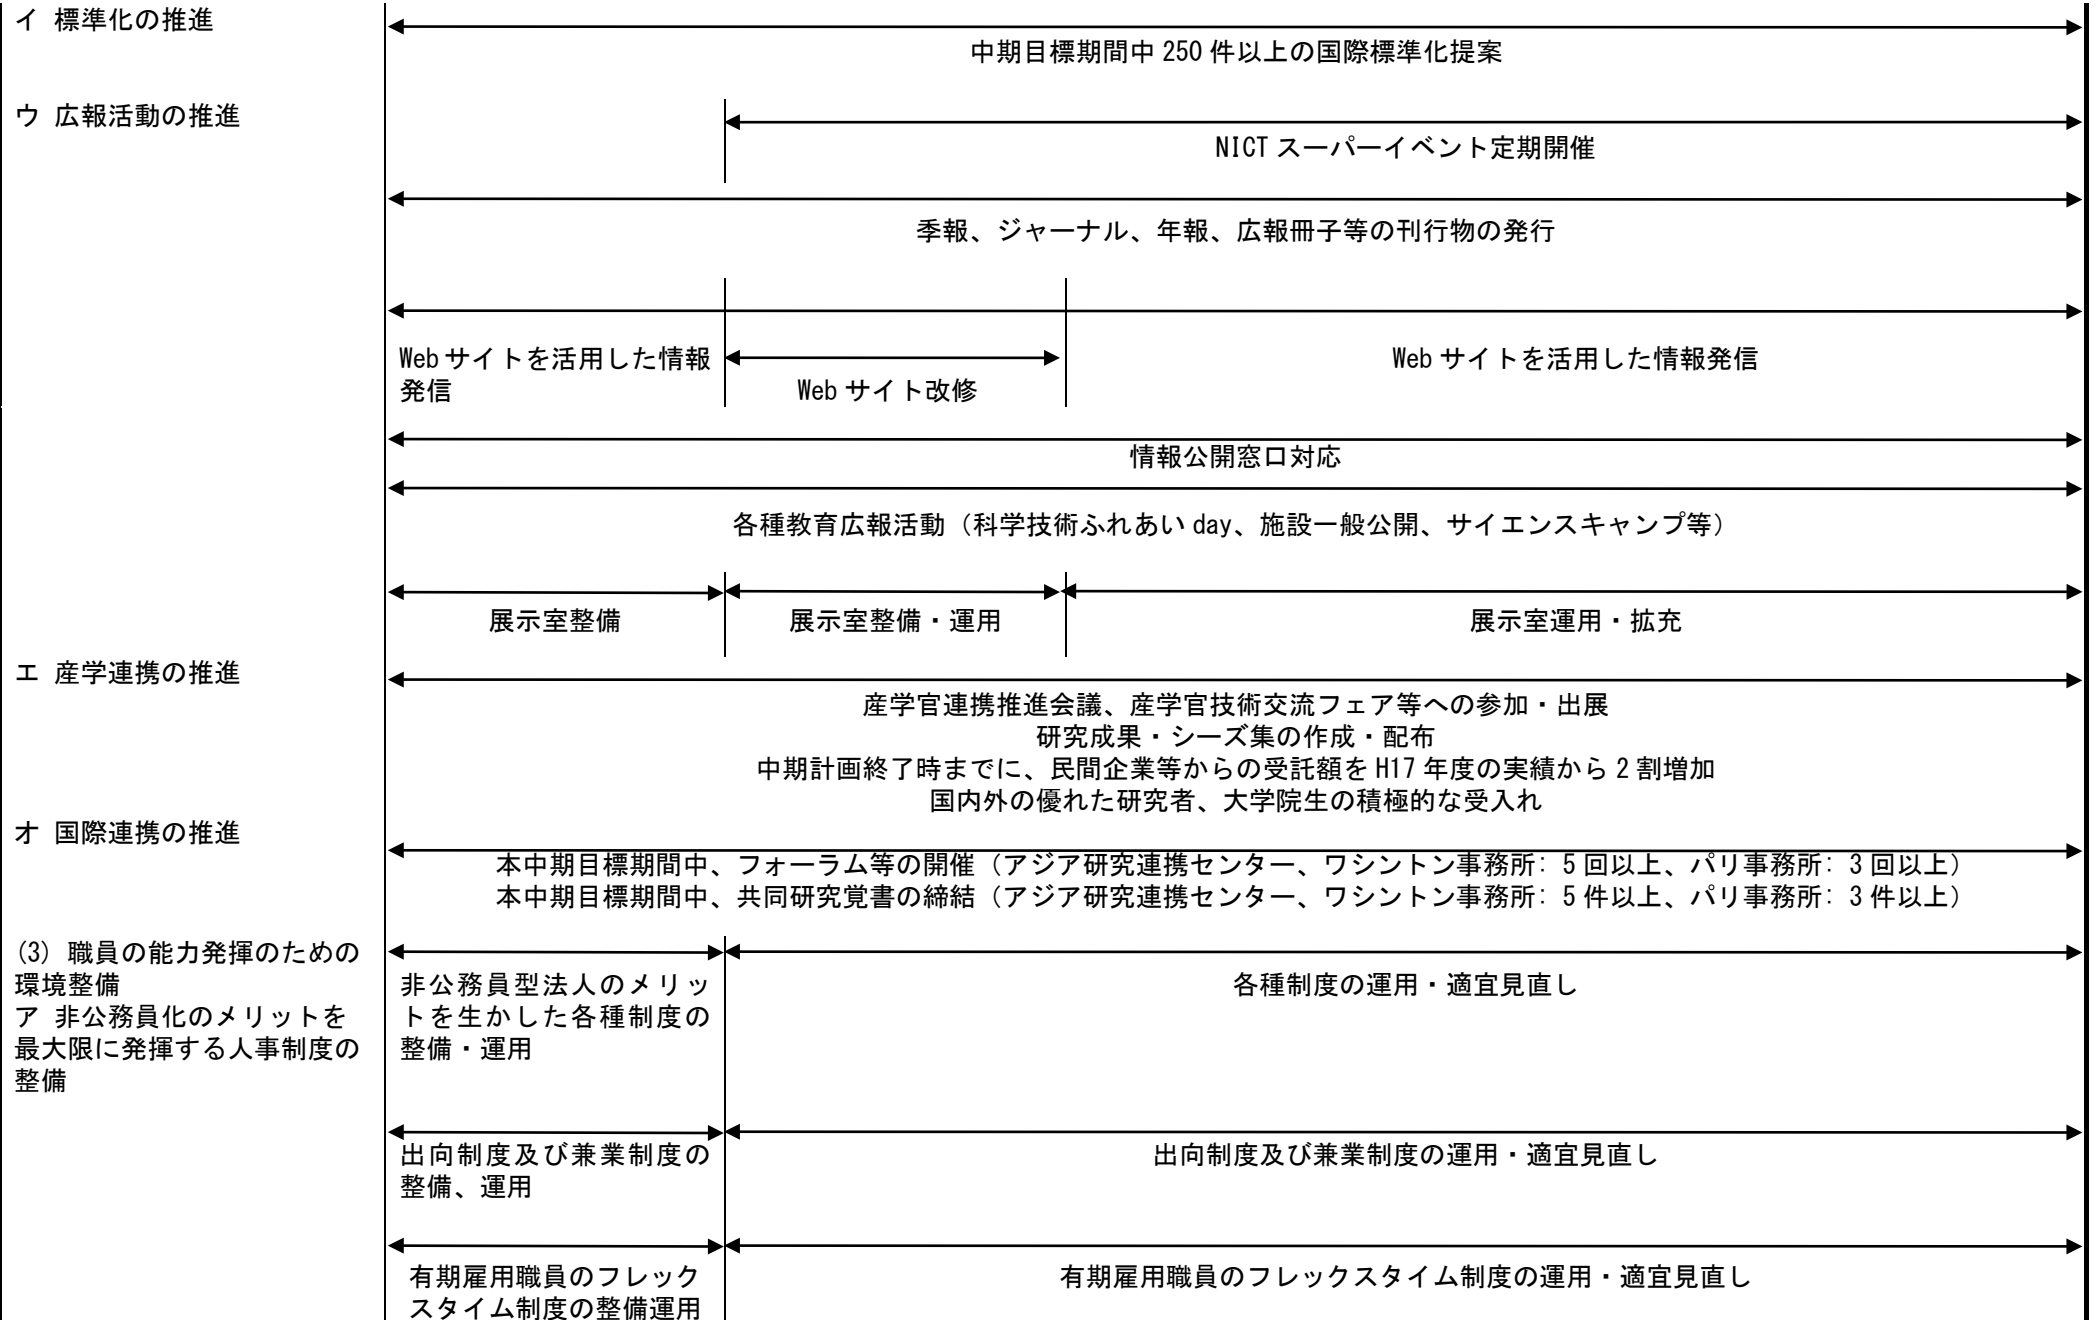 イ 標準化の推進
中期目標期間中 250 件以上の国際標準化提案
ウ 広報活動の推進
NICT スーパーイベント定期開催
季報、ジャーナル、年報、広報冊子等の刊行物の発行
Web サイトを活用した情報
発信
Web サイト改修
Web サイトを活用した情報発信
情報公開窓口対応
各種教育広報活動（科学技術ふれあい day、施設一般公開、サイエンスキャンプ等）
展示室整備
展示室整備・運用
展示室運用・拡充
エ 産学連携の推進
産学官連携推進会議、産学官技術交流フェア等への参加・出展
研究成果・シーズ集の作成・配布
中期計画終了時までに、民間企業等からの受託額を H17 年度の実績から 2 割増加
国内外の優れた研究者、大学院生の積極的な受入れ
オ 国際連携の推進
本中期目標期間中、フォーラム等の開催（アジア研究連携センター、ワシントン事務所: 5 回以上、パリ事務所: 3 回以上）
本中期目標期間中、共同研究覚書の締結（アジア研究連携センター、ワシントン事務所: 5 件以上、パリ事務所: 3 件以上）
(3) 職員の能力発揮のための
環境整備
ア 非公務員化のメリットを
最大限に発揮する人事制度の
整備
非公務員型法人のメリッ
トを生かした各種制度の
整備・運用
各種制度の運用・適宜見直し
出向制度及び兼業制度の
整備、運用
出向制度及び兼業制度の運用・適宜見直し
有期雇用職員のフレック
スタイム制度の整備運用
有期雇用職員のフレックスタイム制度の運用・適宜見直し